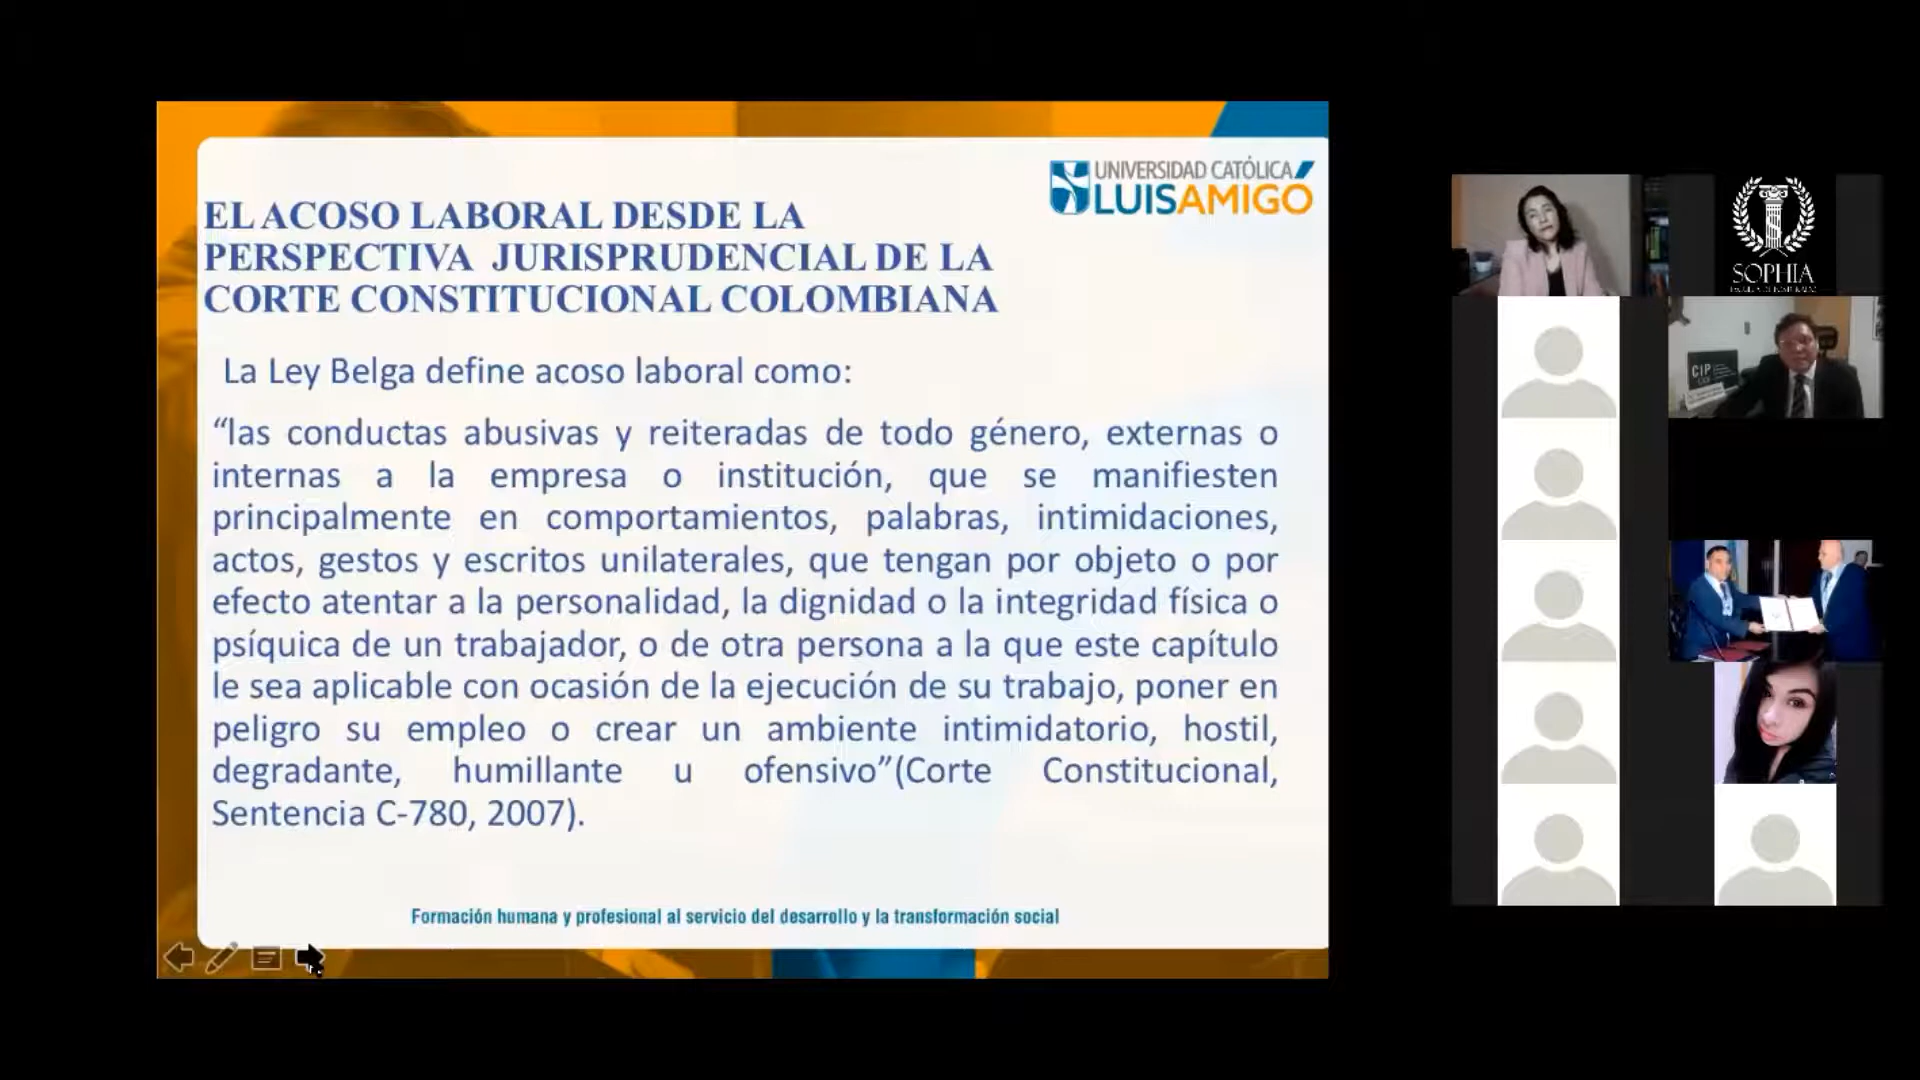 UNIVERSIDAD CATÓLICA
LUISAMIGÓ
EL ACOSO LABORAL DESDE LA
PERSPECTIVA JURISPRUDENCIAL DE LA
CORTE CONSTITUCIONAL COLOMBIANA
La Ley Belga define acoso laboral como:
“las conductas abusivas y reiteradas de todo género, externas o
internas a la empresa o institución, que se manifiesten
principalmente en comportamientos, palabras, intimidaciones,
actos, gestos y escritos unilaterales, que tengan por objeto o por
efecto atentar a la personalidad, la dignidad o la integridad física o
psíquica de un trabajador, o de otra persona a la que este capítulo
le sea aplicable con ocasión de la ejecución de su trabajo, poner en
peligro su empleo o crear un ambiente intimidatorio, hostil,
degradante, humillante u ofensivo”(Corte Constitucional,
Sentencia C-780, 2007).
Formación humana y profesional al servicio del desarrollo y la transformación social
SOPHIA
CIP